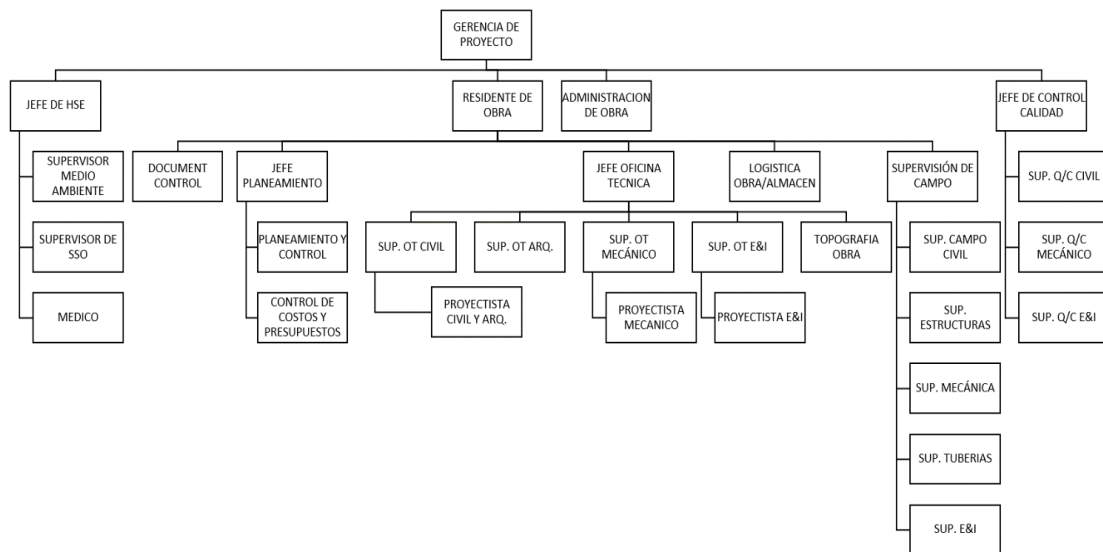 GERENCIA DE
PROYECTO
JEFE DE HSE
RESIDENTE DE
OBRA
ADMINISTRACION
DE OBRA
JEFE DE CONTROL
CALIDAD
SUPERVISOR
MEDIO
AMBIENTE
DOCUMENT
CONTROL
JEFE
PLANEAMIENTO
JEFE OFICINA
TECNICA
LOGISTICA
OBRA/ALMACEN
SUPERVISIÓN DE
CAMPO
SUP. Q/C CIVIL
SUPERVISOR DE
SSO
PLANEAMIENTO Y
CONTROL
SUP. OT CIVIL
SUP. OT ARQ.
SUP. OT
MECÁNICO
SUP. OT E&I
TOPOGRAFIA
OBRA
SUP. CAMPO
CIVIL
SUP. Q/C
MECÁNICO
MEDICO
CONTROL DE
COSTOS Y
PRESUPUESTOS
PROYECTISTA
CIVIL Y ARQ.
PROYECTISTA
MECANICO
PROYECTISTA E&I
SUP.
ESTRUCTURAS
SUP. Q/C E&I
SUP. MECÁNICA
SUP. TUBERIAS
SUP. E&I